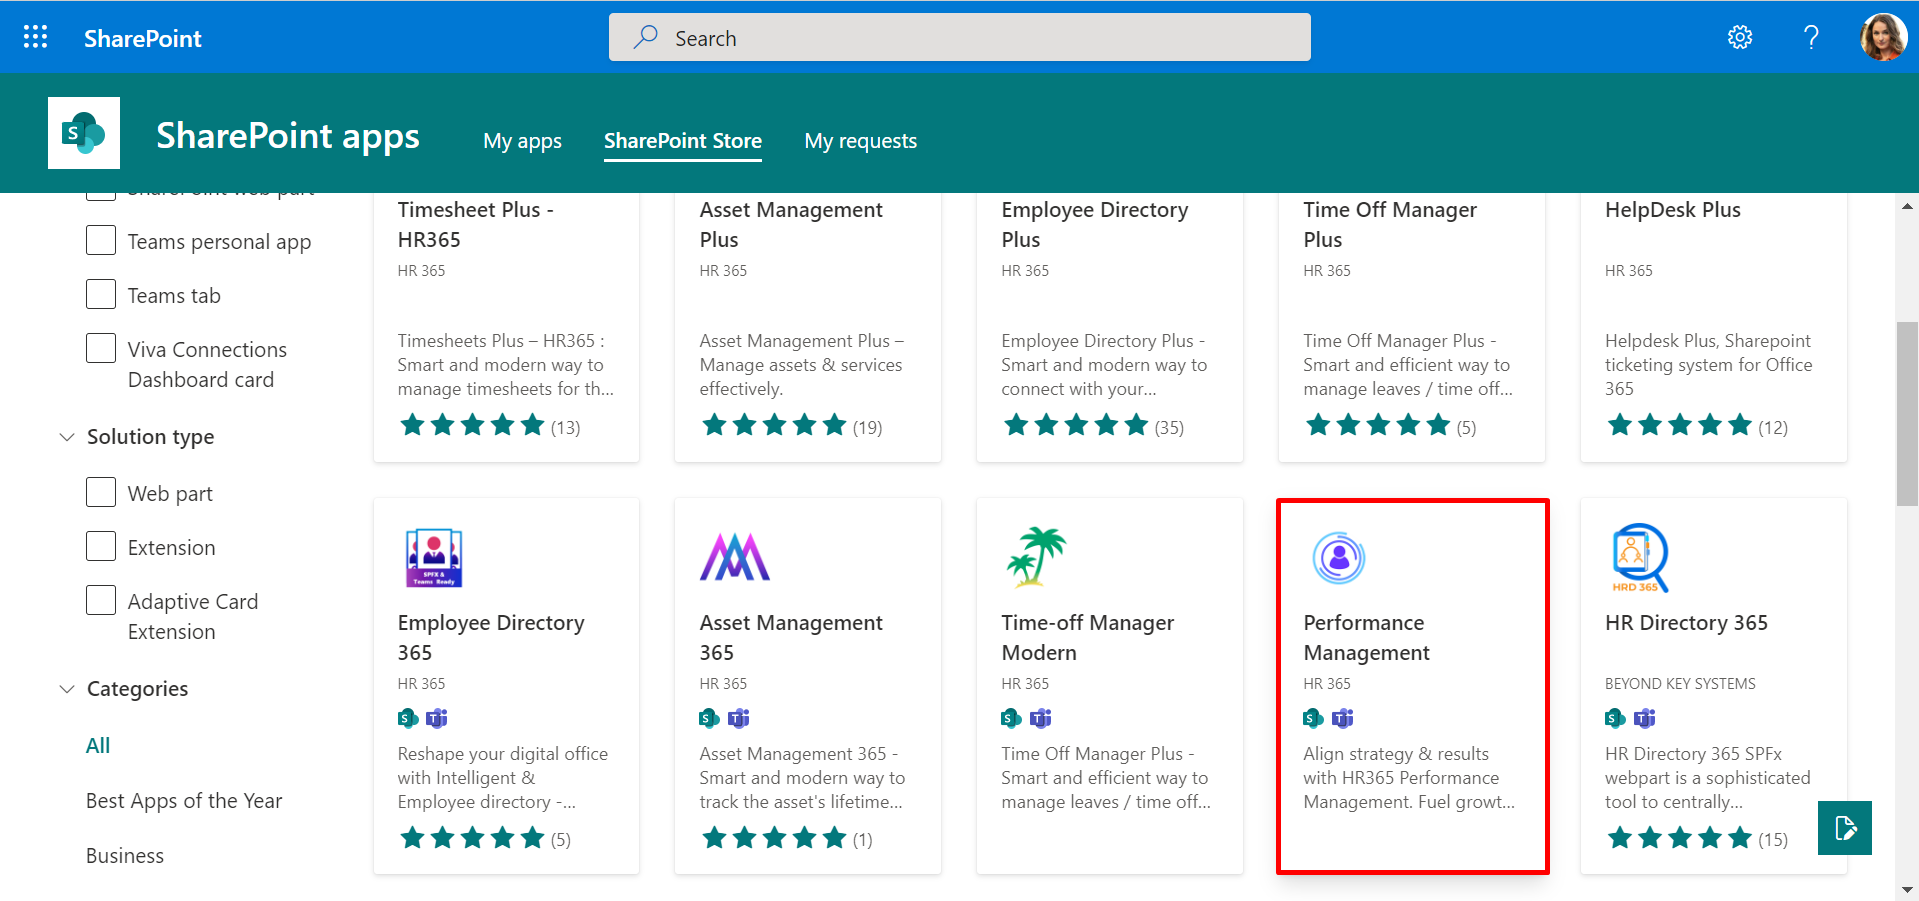 SharePoint
Search
SharePoint apps
My apps
SharePoint Store
My requests
SharePoint web part
Teams personal app
Teams tab
Viva Connections
Dashboard card
Solution type
Web part
Extension
Adaptive Card
Extension
Categories
All
Best Apps of the Year
Business
Timesheet Plus -
HR365
HR 365
Timesheets Plus – HR365 :
Smart and modern way to
manage timesheets for th...
(13)
Asset Management
Plus
HR 365
Asset Management Plus –
Manage assets & services
effectively.
(19)
Employee Directory
Plus
HR 365
Employee Directory Plus -
Smart and modern way to
connect with your...
(35)
Time Off Manager
Plus
HR 365
Time Off Manager Plus -
Smart and efficient way to
manage leaves / time off...
(5)
HelpDesk Plus
HR 365
Helpdesk Plus, Sharepoint
ticketing system for Office
365
(12)
SPFX &
Teams Ready
Employee Directory
365
HR 365
Reshape your digital office
with Intelligent &
Employee directory -...
(5)
Asset Management
365
HR 365
Asset Management 365 -
Smart and modern way to
track the asset's lifetime...
(1)
Time-off Manager
Modern
HR 365
Time Off Manager Plus -
Smart and efficient way to
manage leaves / time off...
Performance
Management
HR 365
Align strategy & results
with HR365 Performance
Management. Fuel growt...
HRD 365
HR Directory 365
BEYOND KEY SYSTEMS
HR Directory 365 SPFx
webpart is a sophisticated
tool to centrally...
(15)